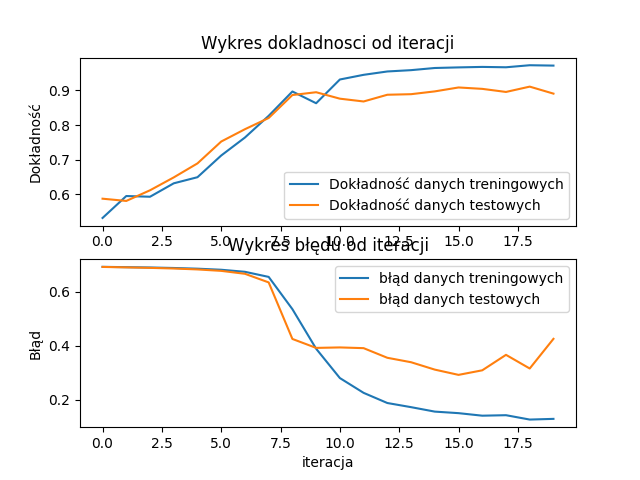 Wykres dokladnosci od iteracji
Dokładność
0.9
0.8
0.7
0.6
Dokładność danych treningowych
Dokładność danych testowych
0.0 2.5 5.0 7.5 10.0 12.5 15.0 17.5
Wykres błędu od iteracji
Błąd
0.6
0.4
0.2
błąd danych treningowych
błąd danych testowych
0.0 2.5 5.0 7.5 10.0 12.5 15.0 17.5
iteracja